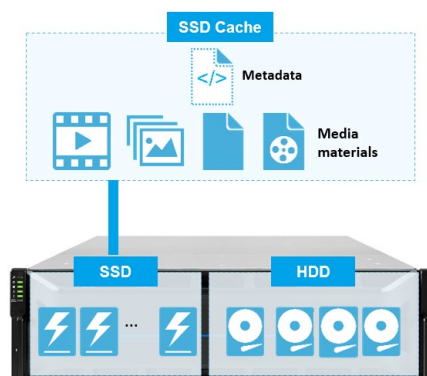 SSD Cache
</>
Metadata
Media
materials
SSD
HDD
...